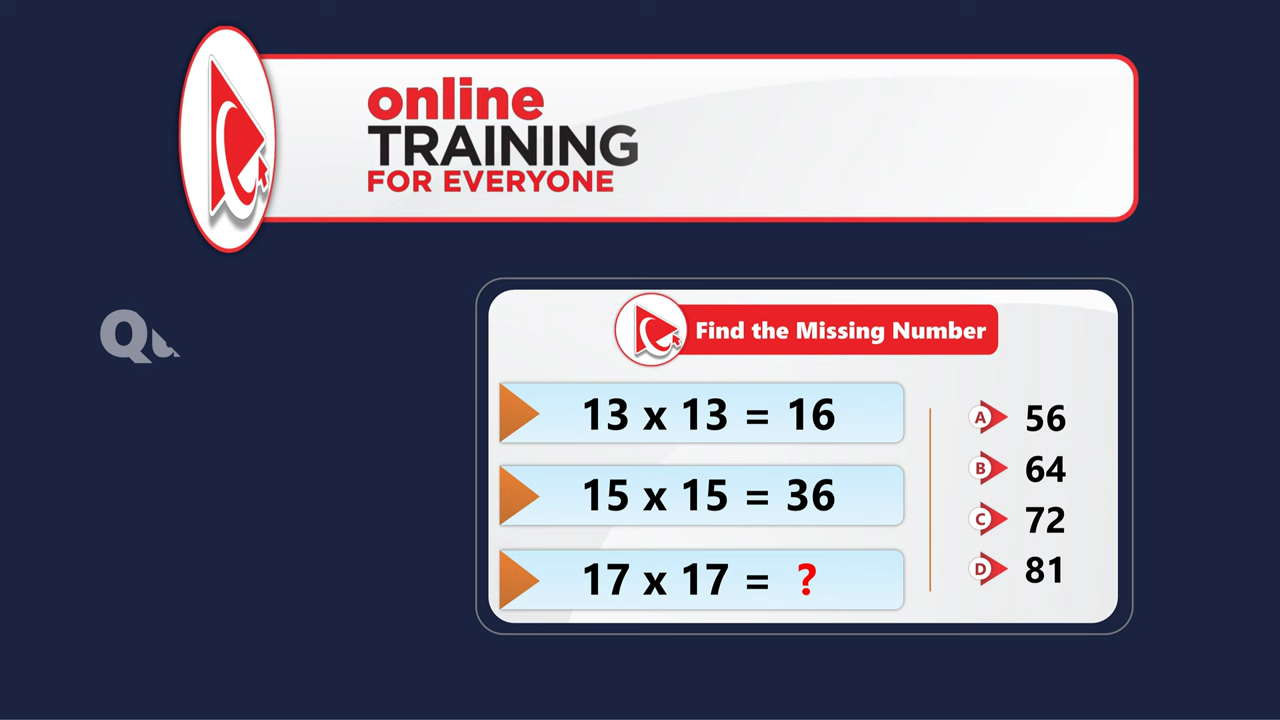 online
TRAINING
FOR EVERYONE
Find the Missing Number
13 x 13 = 16
15 x 15 = 36
17 x 17 = ?
A 56
B 64
C 72
D 81